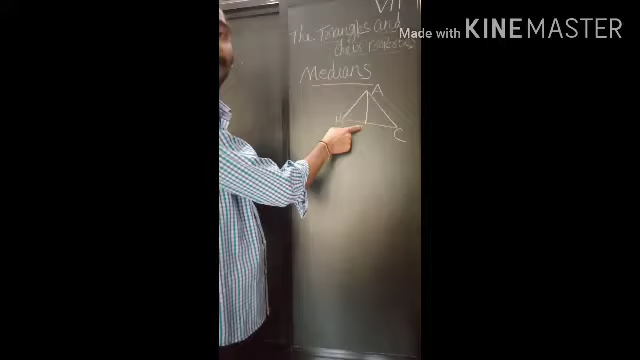 VII
Made with KINEMASTER
The Triangles and
their Properties
Medians
A
B
C